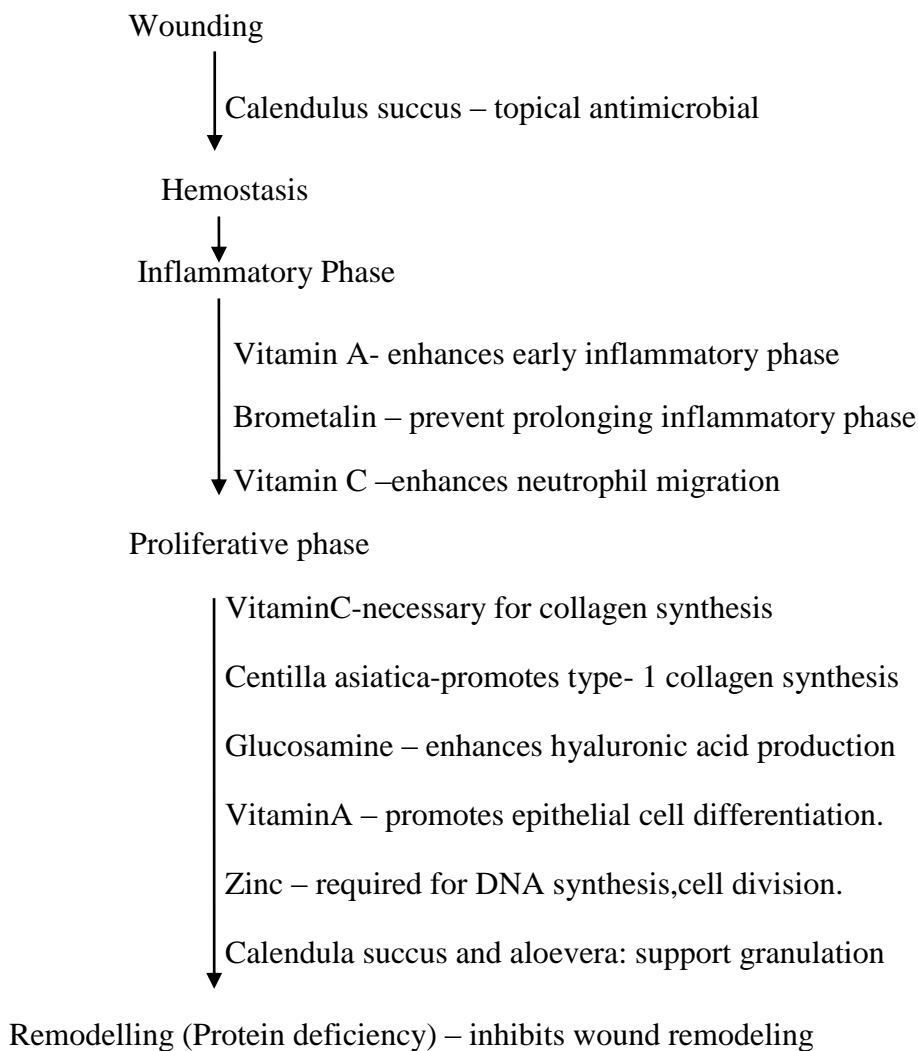 Wounding
Calendulus succus – topical antimicrobial
Hemostasis
Inflammatory Phase
Vitamin A- enhances early inflammatory phase
Brometalin – prevent prolonging inflammatory phase
Vitamin C –enhances neutrophil migration
Proliferative phase
VitaminC-necessary for collagen synthesis
Centilla asiatica-promotes type- 1 collagen synthesis
Glucosamine – enhances hyaluronic acid production
VitaminA – promotes epithelial cell differentiation.
Zinc – required for DNA synthesis,cell division.
Calendula succus and aloevera: support granulation
Remodelling (Protein deficiency) – inhibits wound remodeling